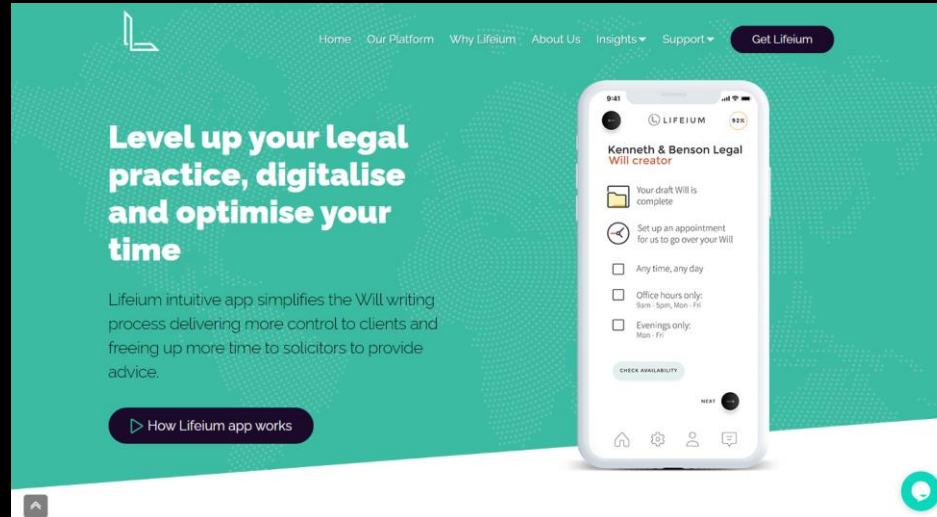 Home Our Platform Why Lifeium About Us Insights Support Get Lifeium
Level up your legal
practice, digitalise
and optimise your
time
Lifeium intuitive app simplifies the Will writing
process delivering more control to clients and
freeing up more time to solicitors to provide
advice.
How Lifeium app works
9:41
LIFEIUM 92%
Kenneth & Benson Legal
Will creator
Your draft Will is
complete
Set up an appointment
for us to go over your Will
Any time, any day
Office hours only:
9am - 5pm, Mon - Fri
Evenings only:
Mon - Fri
CHECK AVAILABILITY
NEXT